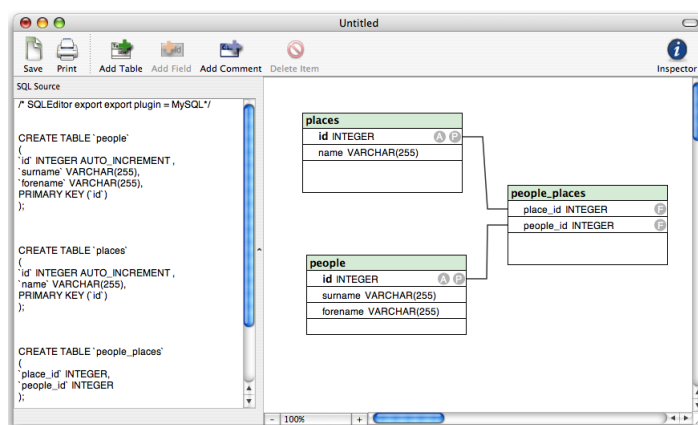 Untitled
Save Print Add Table Add Field Add Comment Delete Item Inspector
SQL Source
/* SQLEditor export export plugin = MySQL*/
CREATE TABLE `people`
(
`id` INTEGER AUTO_INCREMENT ,
`surname` VARCHAR(255),
`forename` VARCHAR(255),
PRIMARY KEY (`id`)
);
CREATE TABLE `places`
(
`id` INTEGER AUTO_INCREMENT ,
`name` VARCHAR(255),
PRIMARY KEY (`id`)
);
CREATE TABLE `people_places`
(
`place_id` INTEGER,
`people_id` INTEGER
);
places
id INTEGER A P
name VARCHAR(255)
people_places
place_id INTEGER F
people_id INTEGER F
people
id INTEGER A P
surname VARCHAR(255)
forename VARCHAR(255)
- 100% +